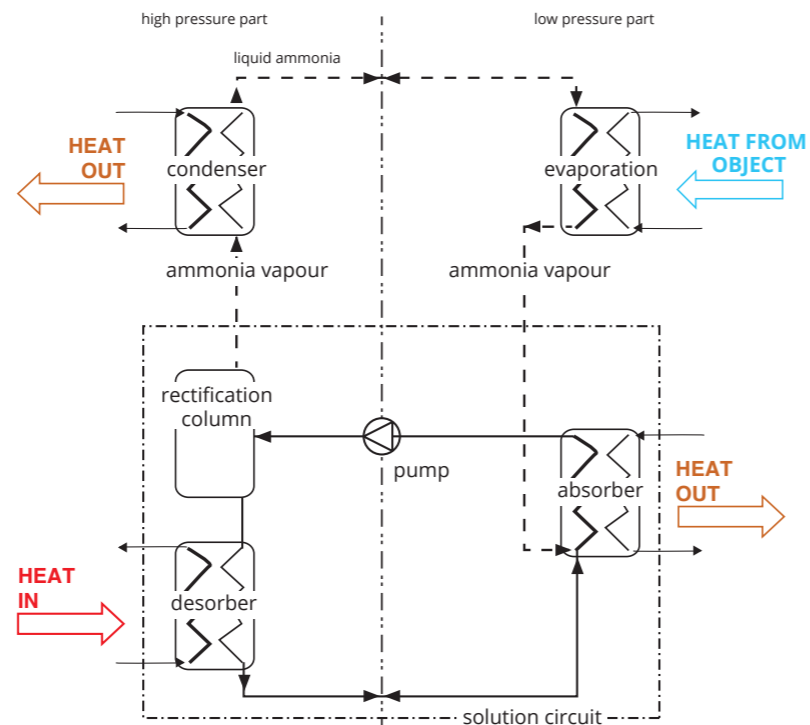 high pressure part
low pressure part
liquid ammonia
HEAT
OUT
condenser
evaporation
HEAT FROM
OBJECT
ammonia vapour
ammonia vapour
rectification
column
pump
absorber
HEAT
OUT
HEAT
IN
desorber
solution circuit